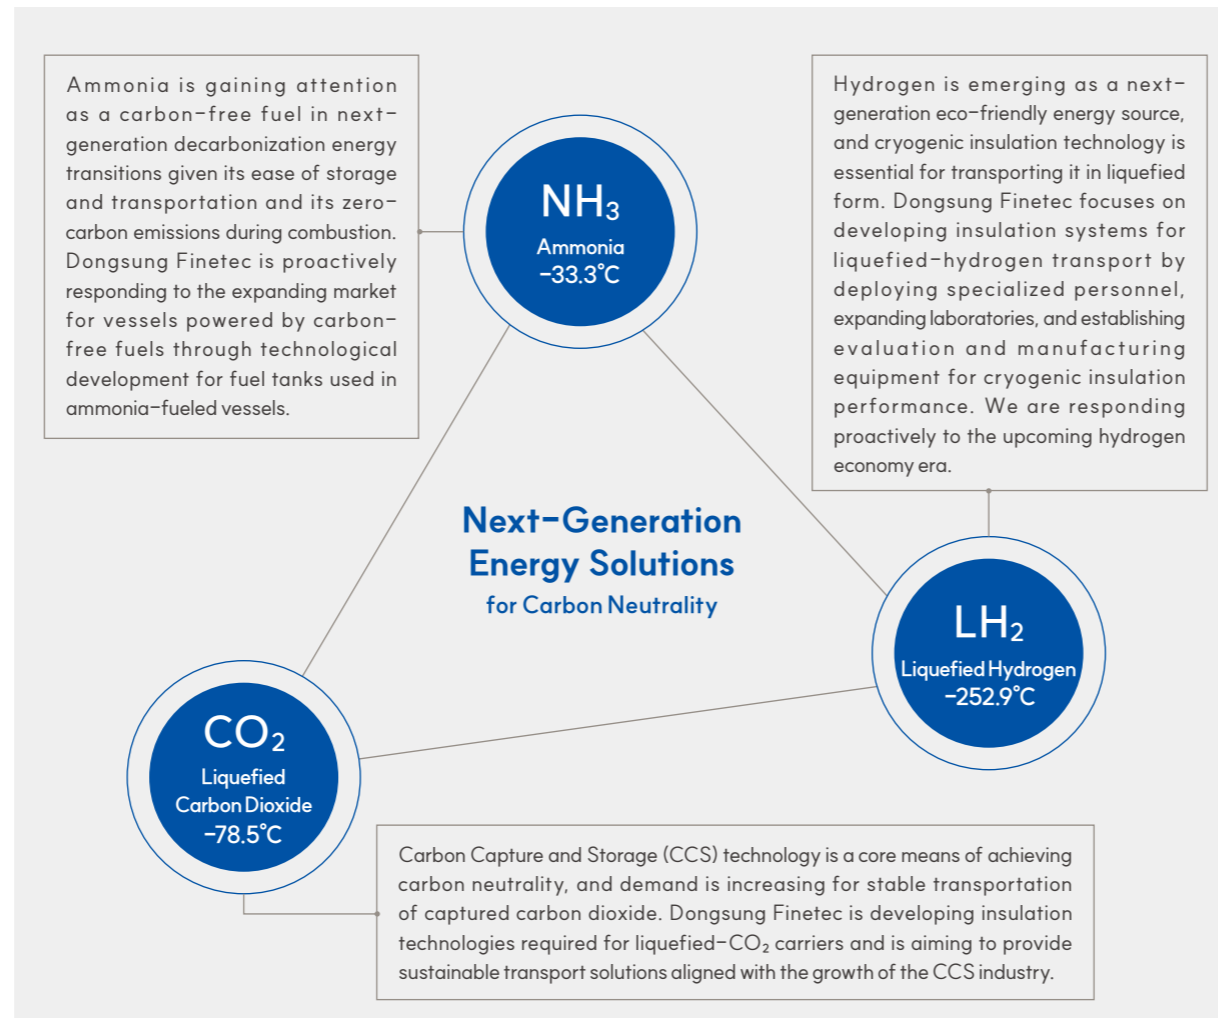 Ammonia is gaining attention
as a carbon-free fuel in next-
generation decarbonization energy
transitions given its ease of storage
and transportation and its zero-
carbon emissions during combustion.
Dongsung Finetec is proactively
responding to the expanding market
for vessels powered by carbon-
free fuels through technological
development for fuel tanks used in
ammonia-fueled vessels.
NH₃
Ammonia
-33.3°C
Hydrogen is emerging as a next-
generation eco-friendly energy source,
and cryogenic insulation technology is
essential for transporting it in liquefied
form. Dongsung Finetec focuses on
developing insulation systems for
liquefied-hydrogen transport by
deploying specialized personnel,
expanding laboratories, and establishing
evaluation and manufacturing
equipment for cryogenic insulation
performance. We are responding
proactively to the upcoming hydrogen
economy era.
Next-Generation
Energy Solutions
for Carbon Neutrality
LH₂
Liquefied Hydrogen
-252.9°C
CO₂
Liquefied
Carbon Dioxide
-78.5°C
Carbon Capture and Storage (CCS) technology is a core means of achieving
carbon neutrality, and demand is increasing for stable transportation
of captured carbon dioxide. Dongsung Finetec is developing insulation
technologies required for liquefied-CO₂ carriers and is aiming to provide
sustainable transport solutions aligned with the growth of the CCS industry.